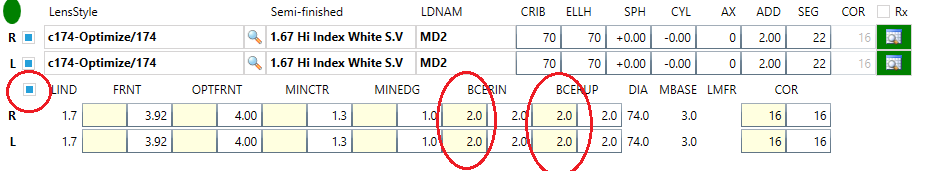 LensStyle Semi-finished LDNAM CRIB ELLH SPH CYL AX ADD SEG COR Rx
R c174-Optimize/174 1.67 Hi Index White S.V MD2 70 70 +0.00 -0.00 2.00 22 16
L c174-Optimize/174 1.67 Hi Index White S.V MD2 70 70 +0.00 -0.00 2.00 22 16
LIND FRNT OPTFRNT MINCTR MINEDG BCERIN BCERUP DIA MBASE LMFR COR
R 1.7 3.92 4.00 1.3 1.0 2.0 2.0 2.0 2.0 74.0 3.0 16 16
L 1.7 3.92 4.00 1.3 1.0 2.0 2.0 2.0 2.0 74.0 3.0 16 16